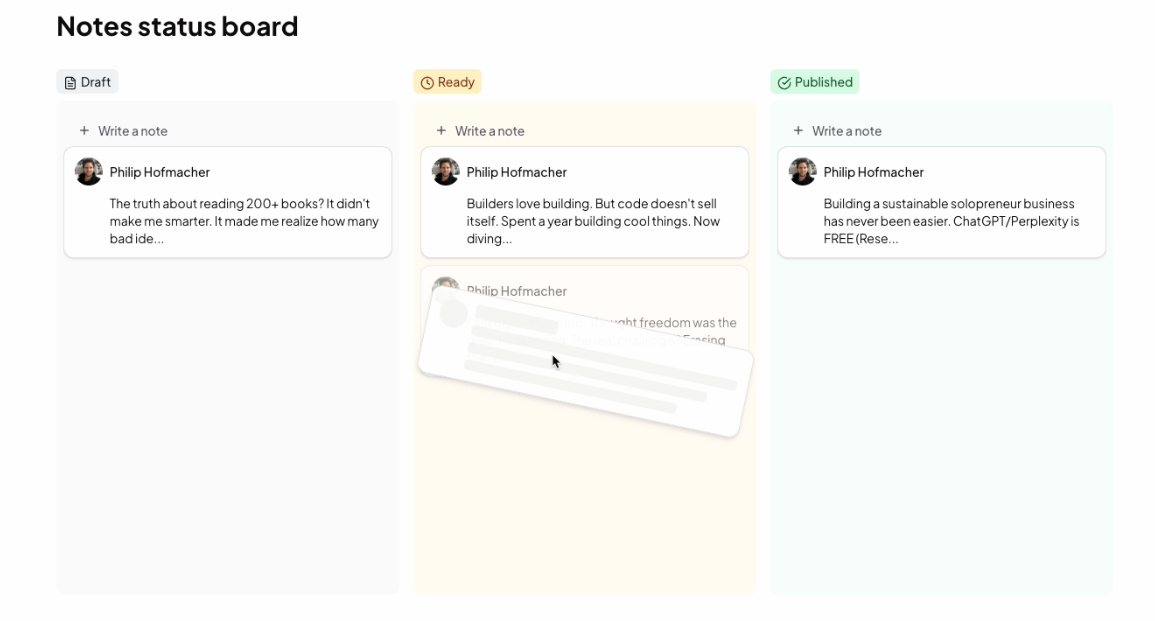 Notes status board
Draft
Ready
Published
+ Write a note
+ Write a note
+ Write a note
Philip Hofmacher
The truth about reading 200+ books? It didn't
make me smarter. It made me realize how many
bad ide...
Philip Hofmacher
Builders love building. But code doesn't sell
itself. Spent a year building cool things. Now
diving...
Philip Hofmacher
freedom was the
Philip Hofmacher
Building a sustainable solopreneur business
has never been easier. ChatGPT/Perplexity is
FREE (Rese...